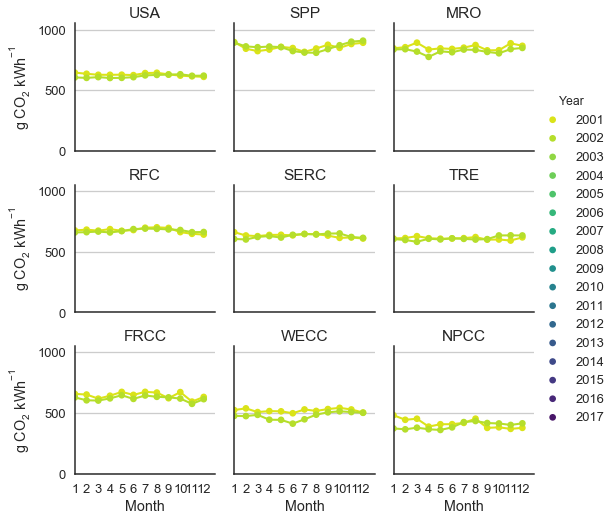 USA SPP MRO
1000
500
0
g CO₂ kWh⁻¹
RFC SERC TRE
1000
500
0
g CO₂ kWh⁻¹
FRCC WECC NPCC
1000
500
0
g CO₂ kWh⁻¹
1 2 3 4 5 6 7 8 9 10 11 12 1 2 3 4 5 6 7 8 9 10 11 12 1 2 3 4 5 6 7 8 9 10 11 12
Month Month Month
Year
2001
2002
2003
2004
2005
2006
2007
2008
2009
2010
2011
2012
2013
2014
2015
2016
2017